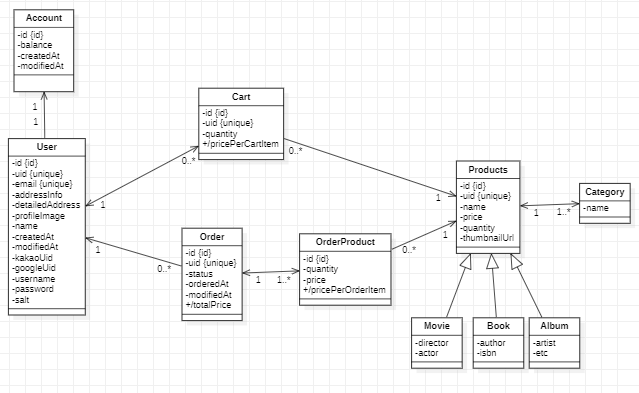 Account
-id {id}
-balance
-createdAt
-modifiedAt
1
1
User
-id {id}
-uid {unique}
-email {unique}
-addressInfo
-detailedAddress
-profileImage
-name
-createdAt
-modifiedAt
-kakaoUid
-googleUid
-username
-password
-salt
Cart
-id {id}
-uid {unique}
-quantity
+/pricePerCartItem
0..*
1
0..*
1
1
0..*
Order
-id {id}
-uid {unique}
-status
-orderedAt
-modifiedAt
+/totalPrice
1
1..*
OrderProduct
-id {id}
-quantity
-price
+/pricePerOrderItem
0..*
1
Products
-id {id}
-uid {unique}
-name
-price
-quantity
-thumbnailUrl
1
1..*
Category
-name
Movie
-director
-actor
Book
-author
-isbn
Album
-artist
-etc